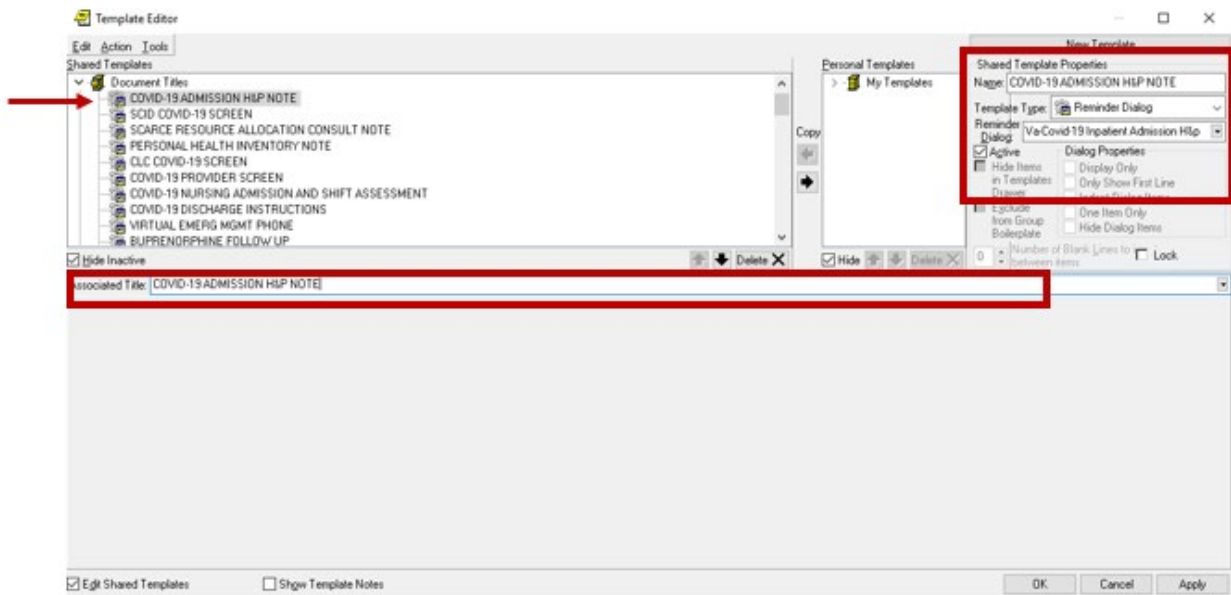 Template Editor
Edit Action Tools
New Template
Shared Templates
Personal Templates
Shared Template Properties
Document Titles
COVID-19 ADMISSION H&P NOTE
SCID COVID-19 SCREEN
SCARCE RESOURCE ALLOCATION CONSULT NOTE
PERSONAL HEALTH INVENTORY NOTE
CLC COVID-19 SCREEN
COVID-19 PROVIDER SCREEN
COVID-19 NURSING ADMISSION AND SHIFT ASSESSMENT
COVID-19 DISCHARGE INSTRUCTIONS
VIRTUAL EMERG MGMT PHONE
BUPRENORPHINE FOLLOW UP
Copy
My Templates
Name: COVID-19 ADMISSION H&P NOTE
Template Type: Reminder Dialog
Reminder Dialog: Va-Covid-19 Inpatient Admission H&p
Active
Dialog Properties
Hide Items in Templates Drawer
Display Only
Only Show First Line
Indent Dialog Items
Exclude from Group Boilerplate
One Item Only
Hide Dialog Items
0 Number of Blank Lines to between items
Lock
Hide Inactive
Delete
Hide
Delete
Associated Title: COVID-19 ADMISSION H&P NOTE
Edit Shared Templates
Show Template Notes
OK
Cancel
Apply